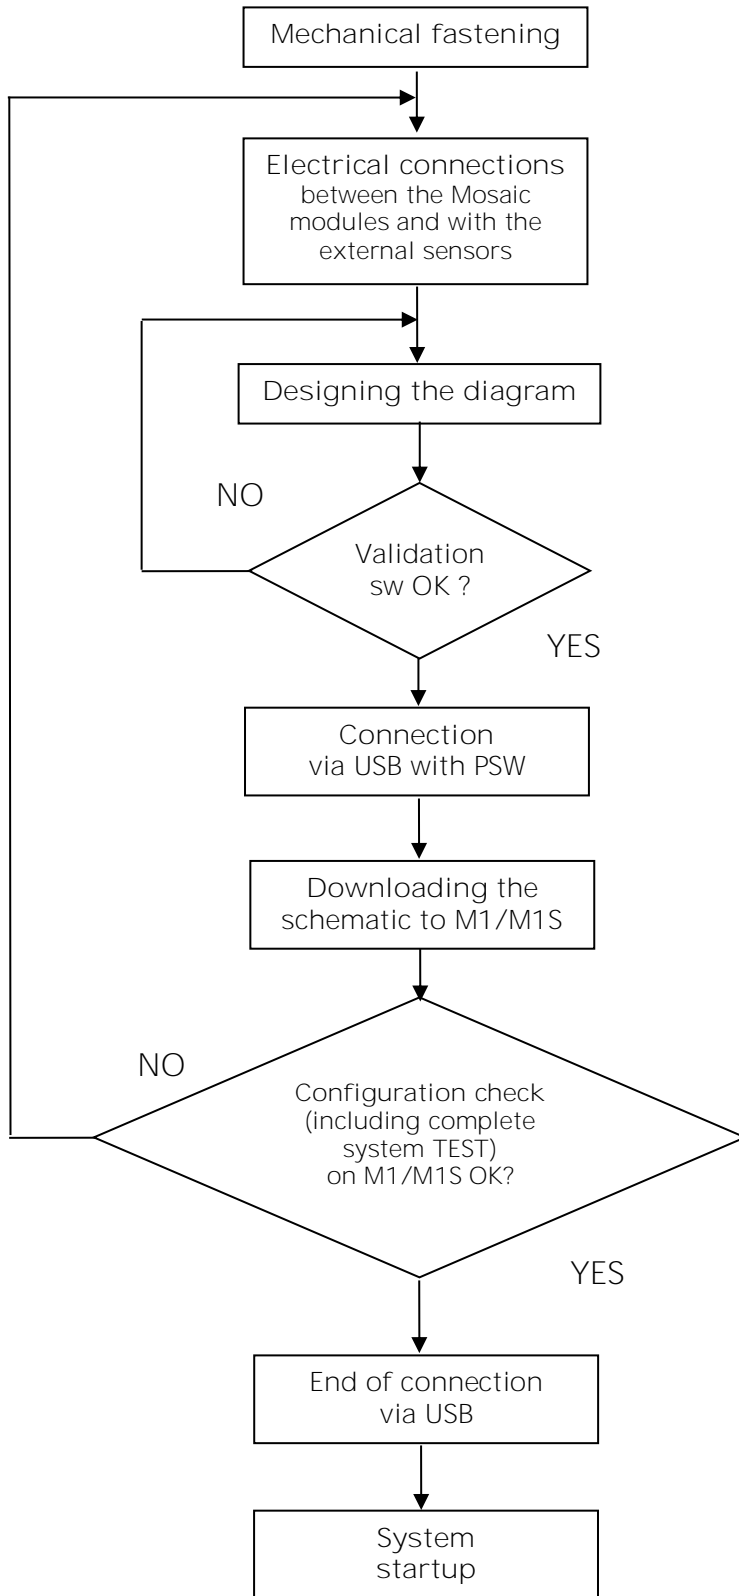 Mechanical fastening
Electrical connections
between the Mosaic
modules and with the
external sensors
Designing the diagram
NO
Validation
sw OK ?
YES
Connection
via USB with PSW
Downloading the
schematic to M1/M1S
NO
Configuration check
(including complete
system TEST)
on M1/M1S OK?
YES
End of connection
via USB
System
startup